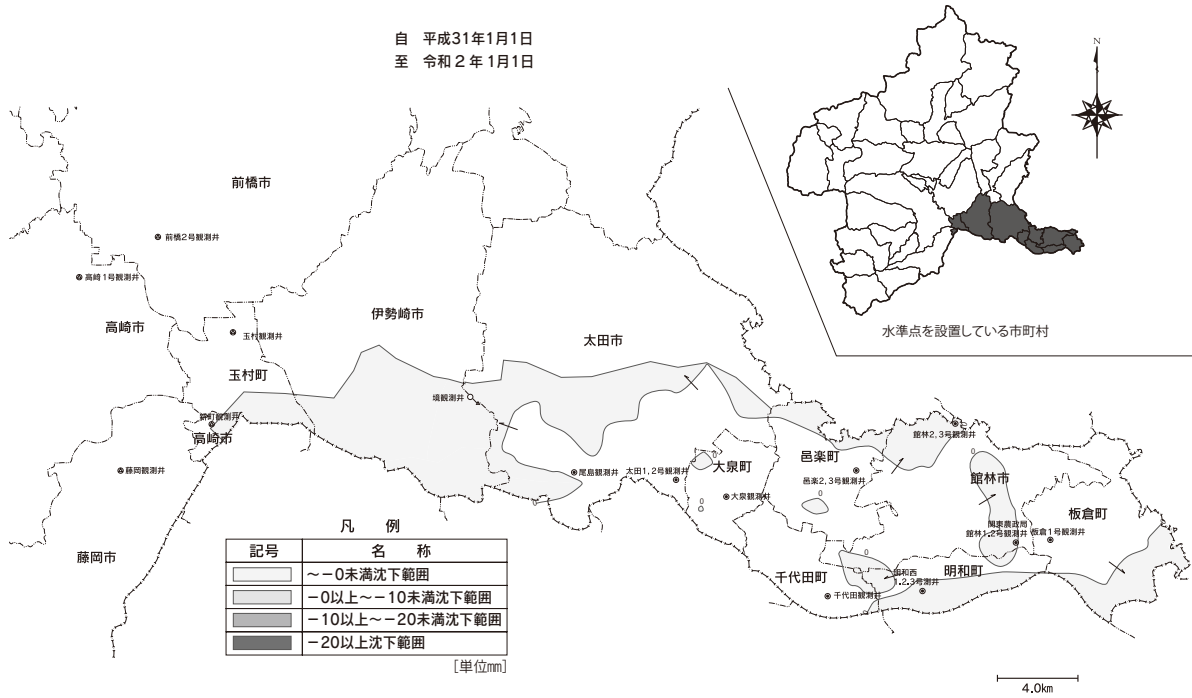 自　平成31年1月1日
至　令和２年１月1日
N
水準点を設置している市町村
前橋市
前橋2号観測井
高崎1号観測井
高崎市
玉村観測井
伊勢崎市
太田市
玉村町
境観測井
高崎市
藤岡観測井
藤岡市
尾島観測井
太田1,2号観測井
大泉町
大泉観測井
邑楽町
邑楽2,3号観測井
館林2,3号観測井
館林市
関東農政局
館林1,2号観測井
板倉1号観測井
板倉町
千代田町
千代田観測井
明和西
1,2,3号測井
明和町
0
0
0
0
0
0
0
凡　例
記号　名　称
～－0未満沈下範囲
－0以上～－10未満沈下範囲
－10以上～－20未満沈下範囲
－20以上沈下範囲
［単位mm］
4.0km